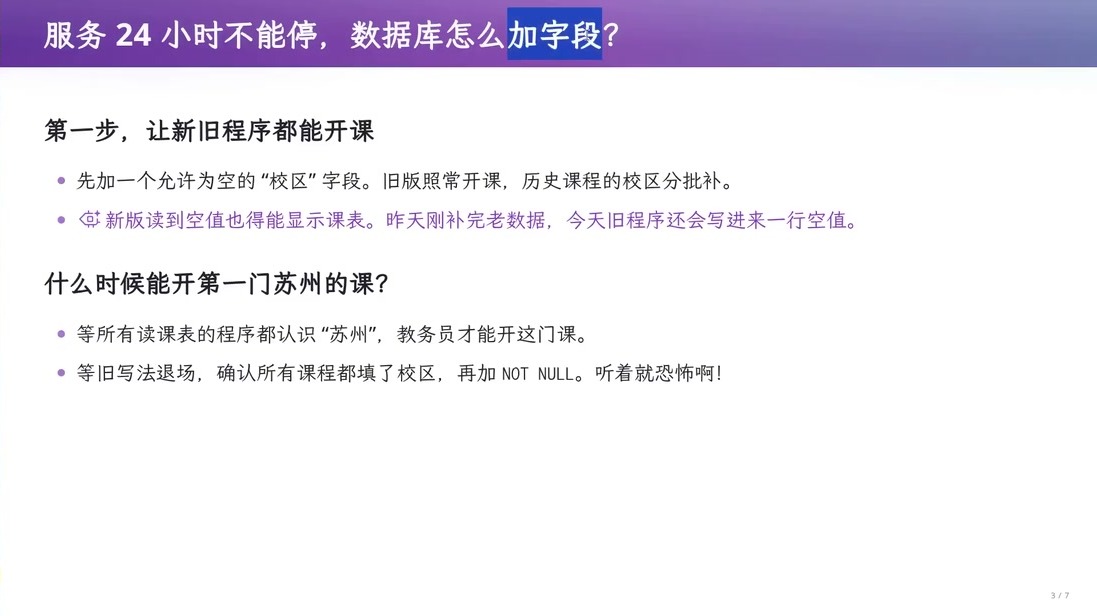 服务 24 小时不能停，数据库怎么加字段？
第一步，让新旧程序都能开课
先加一个允许为空的 “校区” 字段。旧版照常开课，历史课程的校区分批补。
新版读到空值也得能显示课表。昨天刚补完老数据，今天旧程序还会写进来一行空值。
什么时候能开第一门苏州的课？
等所有读课表的程序都认识 “苏州”，教务员才能开这门课。
等旧写法退场，确认所有课程都填了校区，再加 NOT NULL。听着就恐怖啊！
3 / 7